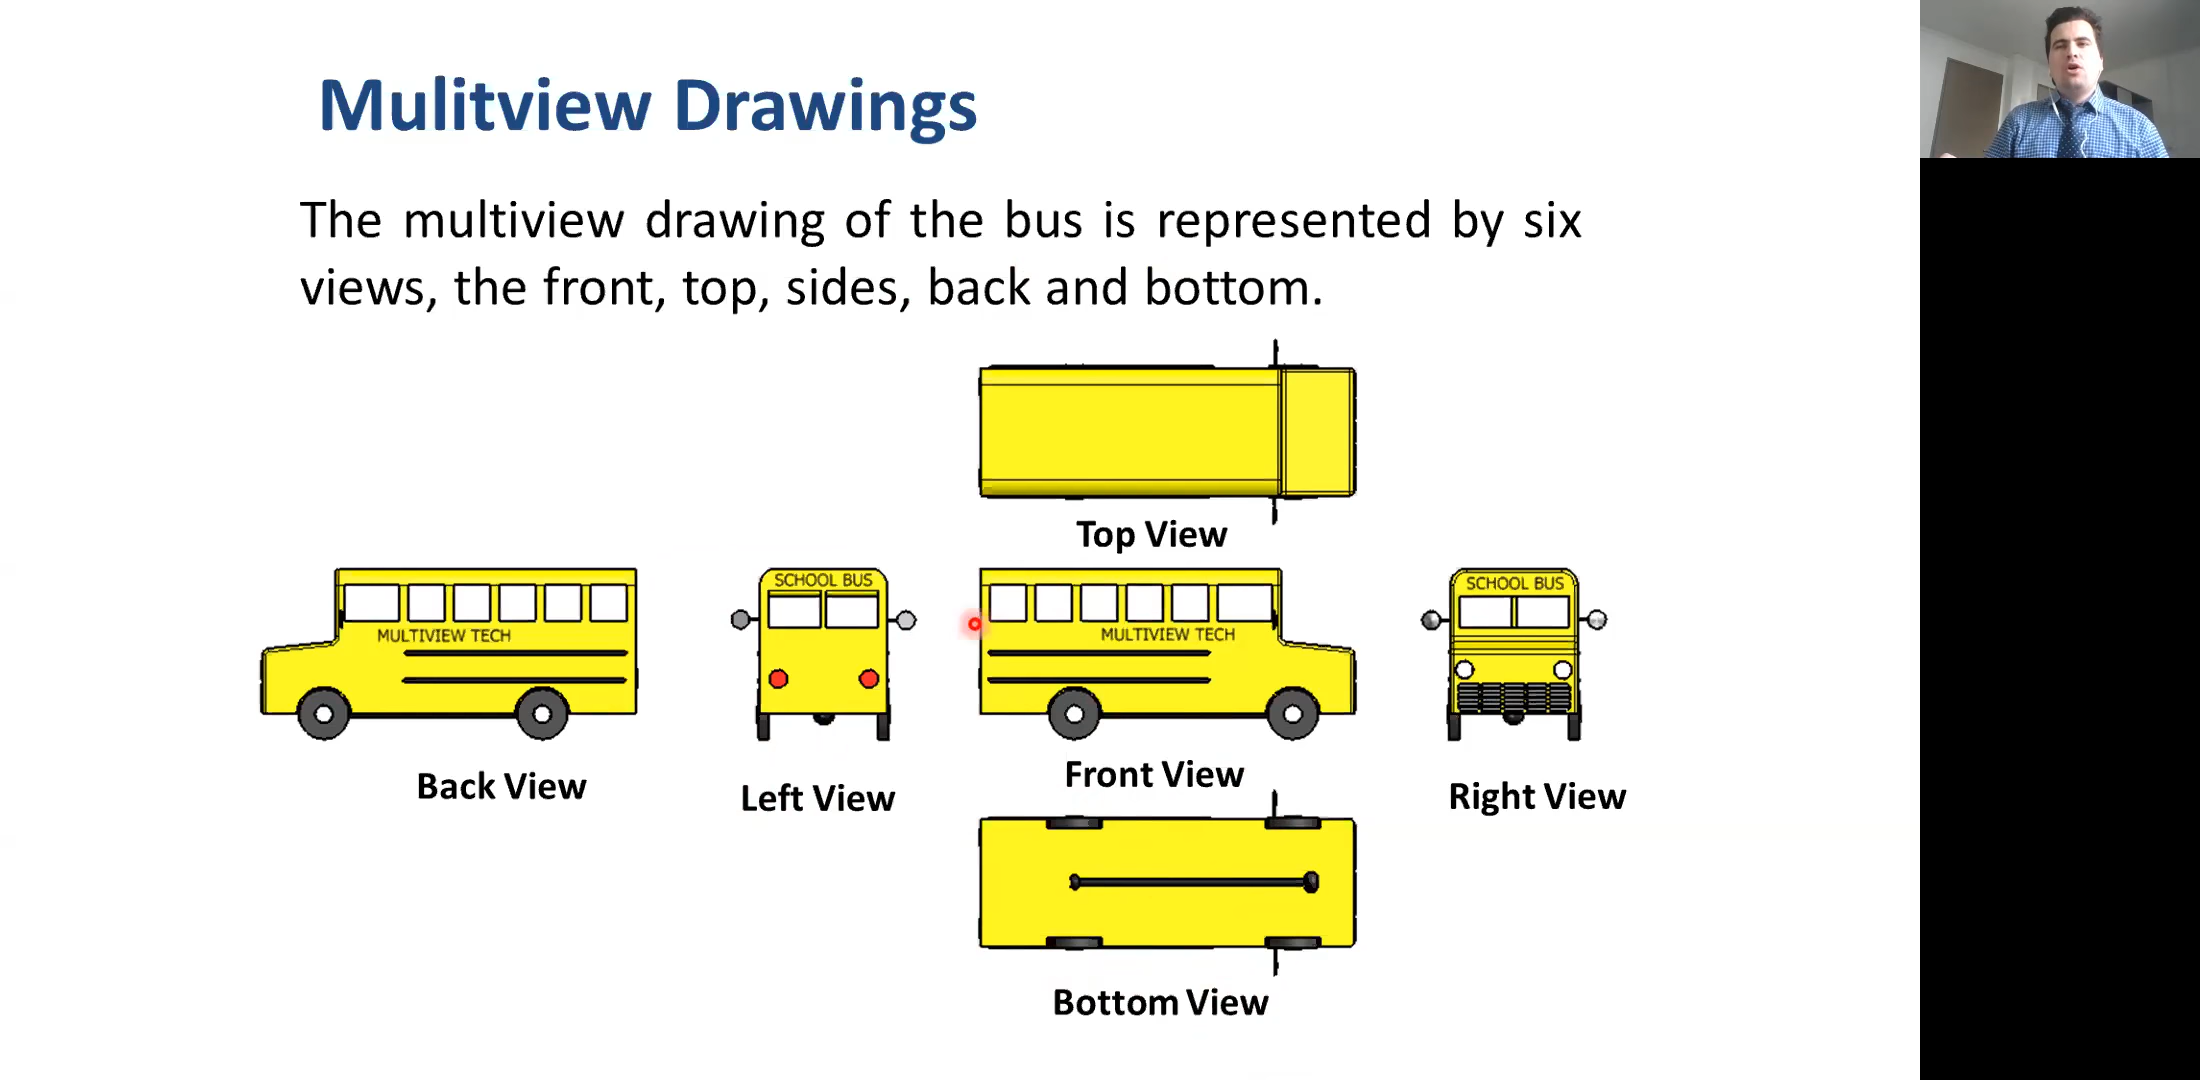 Mulitview Drawings
The multiview drawing of the bus is represented by six
views, the front, top, sides, back and bottom.
Top View
SCHOOL BUS
SCHOOL BUS
MULTIVIEW TECH
MULTIVIEW TECH
Back View
Left View
Front View
Right View
Bottom View